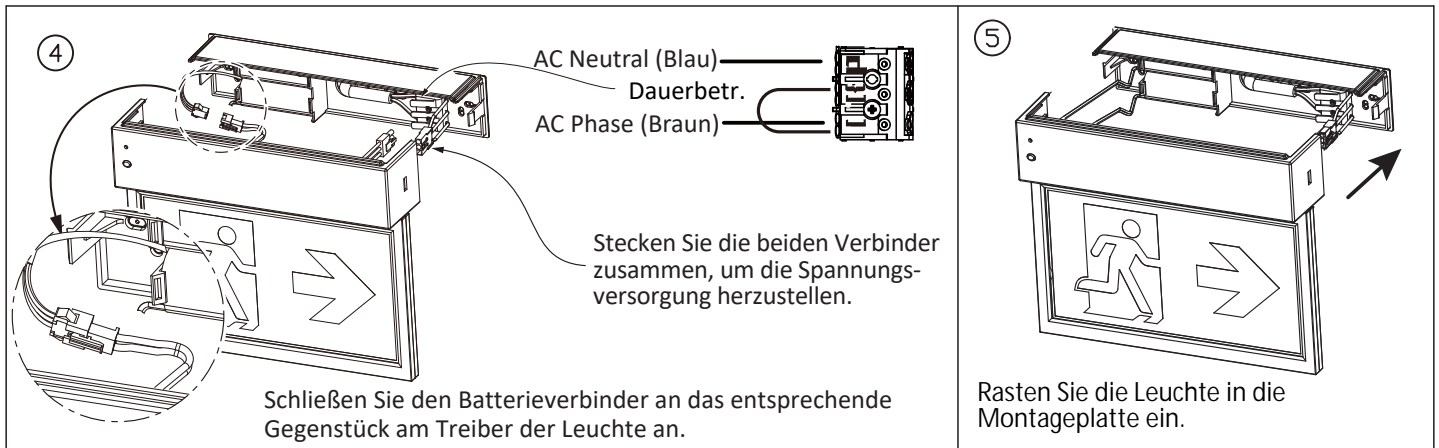 ④
AC Neutral (Blau)
Dauerbetr.
AC Phase (Braun)
Stecken Sie die beiden Verbinder
zusammen, um die Spannungs-
versorgung herzustellen.
Schließen Sie den Batterieverbinder an das entsprechende
Gegenstück am Treiber der Leuchte an.
⑤
Rasten Sie die Leuchte in die
Montageplatte ein.